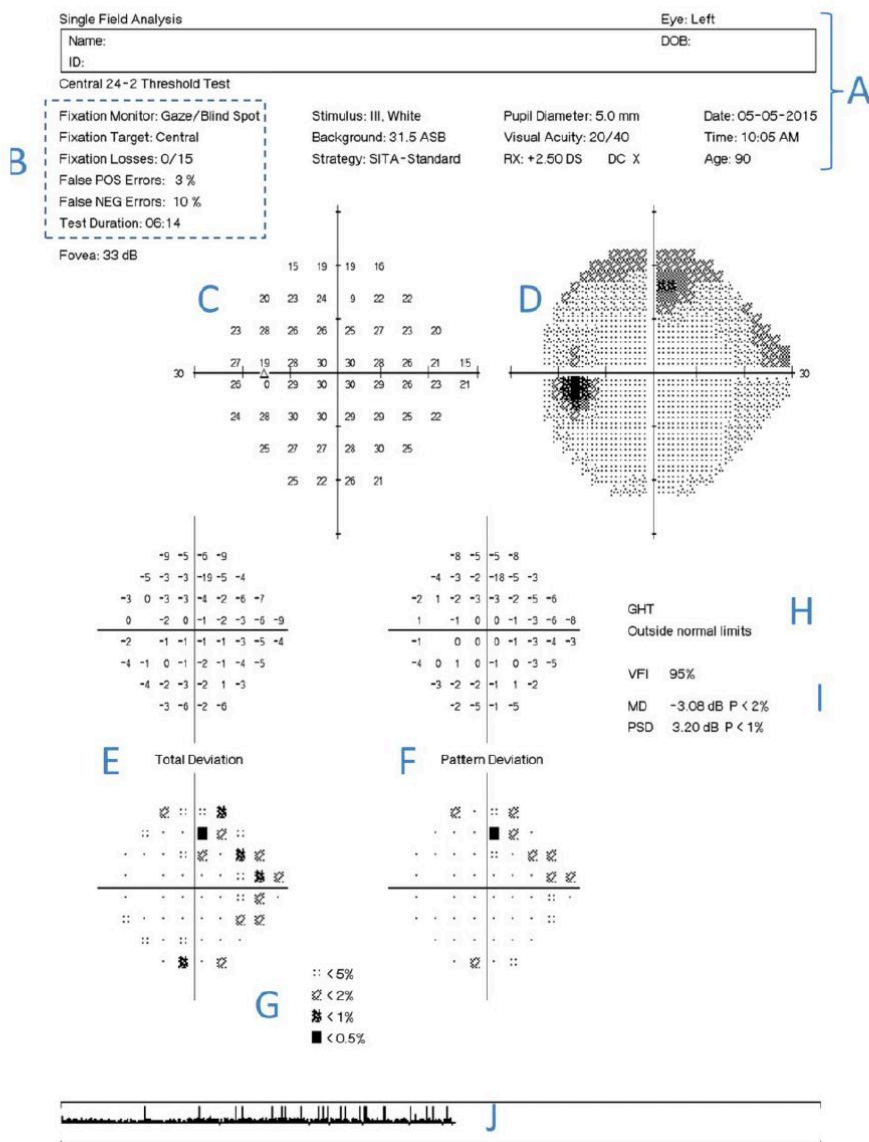 Single Field Analysis Eye: Left
Name: DOB:
ID:
Central 24-2 Threshold Test
A
Fixation Monitor: Gaze/Blind Spot Stimulus: III, White Pupil Diameter: 5.0 mm Date: 05-05-2015
Fixation Target: Central Background: 31.5 ASB Visual Acuity: 20/40 Time: 10:05 AM
B
Fixation Losses: 0/15 Strategy: SITA-Standard RX: +2.50 DS DC X Age: 90
False POS Errors: 3 %
False NEG Errors: 10 %
Test Duration: 06:14
Fovea: 33 dB
15 19 19 16
C D
20 23 24 9 22 22
23 28 26 26 25 27 23 20
27 19 28 30 30 28 26 21 15
30 30
26 0 29 30 30 29 26 23 21
24 28 30 30 29 29 25 22
25 27 27 28 30 25
25 22 26 21
-9 -5 -6 -9 -8 -5 -5 -8
-5 -3 -3 -19 -5 -4 -4 -3 -2 -18 -5 -3
-3 0 -3 -3 -4 -2 -6 -7 -2 1 -2 -3 -3 -2 -5 -6
0 -2 0 -1 -2 -3 -6 -9 1 -1 0 0 -1 -3 -6 -8
-2 -1 -1 -1 -2 -3 -5 -4 -1 0 0 0 -1 -3 -4 -3
-4 -1 0 -1 -2 -1 -4 -5 -4 0 1 0 -1 0 -3 -5
-4 -2 -3 -2 1 -3 -3 -2 -2 -1 1 -2
-3 -6 -2 -6 -2 -5 -1 -5
GHT H
Outside normal limits
VFI 95%
I
MD -3.08 dB P < 2%
PSD 3.20 dB P < 1%
E Total Deviation F Pattern Deviation
G
< 5%
< 2%
< 1%
< 0.5%
J